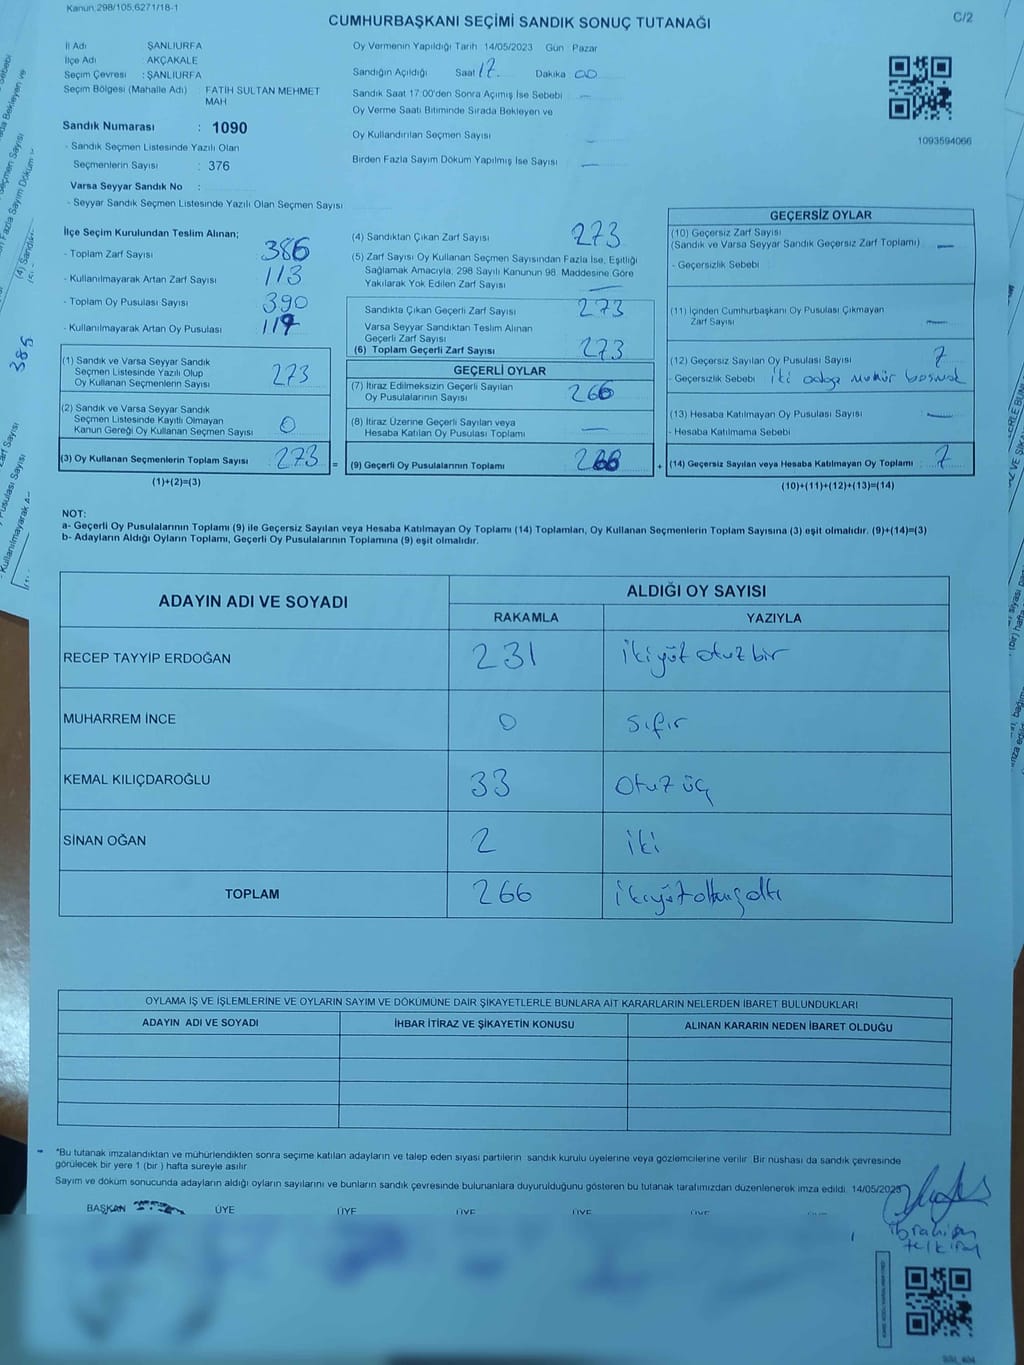 Kanun 298/105,6271/18-1
C/2
CUMHURBAŞKANI SEÇİMİ SANDIK SONUÇ TUTANAĞI
İl Adı ŞANLIURFA
İlçe Adı AKÇAKALE
Seçim Çevresi : ŞANLIURFA
Seçim Bölgesi (Mahalle Adı) FATİH SULTAN MEHMET MAH
Sandık Numarası : 1090
- Sandık Seçmen Listesinde Yazılı Olan
Seçmenlerin Sayısı : 376
Varsa Seyyar Sandık No :
- Seyyar Sandık Seçmen Listesinde Yazılı Olan Seçmen Sayısı
Oy Vermenin Yapıldığı Tarih 14/05/2023 Gün : Pazar
Sandığın Açıldığı Saat 17. Dakika 00
Sandık Saat 17:00'den Sonra Açımış İse Sebebi —
Oy Verme Saati Bitiminde Sırada Bekleyen ve
Oy Kullandırılan Seçmen Sayısı —
Birden Fazla Sayım Döküm Yapılmış İse Sayısı —
1093594066
İlçe Seçim Kurulundan Teslim Alınan;
- Toplam Zarf Sayısı 386
- Kullanılmayarak Artan Zarf Sayısı 113
- Toplam Oy Pusulası Sayısı 390
- Kullanılmayarak Artan Oy Pusulası 117
(1) Sandık ve Varsa Seyyar Sandık
Seçmen Listesinde Yazılı Olup
Oy Kullanan Seçmenlerin Sayısı 273
(2) Sandık ve Varsa Seyyar Sandık
Seçmen Listesinde Kayıtlı Olmayan
Kanun Gereği Oy Kullanan Seçmen Sayısı 0
(3) Oy Kullanan Seçmenlerin Toplam Sayısı 273 =
(1)+(2)=(3)
(4) Sandıktan Çıkan Zarf Sayısı 273
(5) Zarf Sayısı Oy Kullanan Seçmen Sayısından Fazla İse, Eşitliği
Sağlamak Amacıyla, 298 Sayılı Kanunun 98. Maddesine Göre
Yakılarak Yok Edilen Zarf Sayısı —
Sandıkta Çıkan Geçerli Zarf Sayısı 273
Varsa Seyyar Sandıktan Teslim Alınan
Geçerli Zarf Sayısı
(6) Toplam Geçerli Zarf Sayısı 273
GEÇERLİ OYLAR
(7) İtiraz Edilmeksizin Geçerli Sayılan
Oy Pusulalarının Sayısı 266
(8) İtiraz Üzerine Geçerli Sayılan veya
Hesaba Katılan Oy Pusulası Toplamı —
(9) Geçerli Oy Pusulalarının Toplamı 266 +
GEÇERSİZ OYLAR
(10) Geçersiz Zarf Sayısı
(Sandık ve Varsa Seyyar Sandık Geçersiz Zarf Toplamı) —
- Geçersizlik Sebebi
(11) İçinden Cumhurbaşkanı Oy Pusulası Çıkmayan
Zarf Sayısı —
(12) Geçersiz Sayılan Oy Pusulası Sayısı 7
- Geçersizlik Sebebi iki adaya mühür basmak
(13) Hesaba Katılmayan Oy Pusulası Sayısı —
- Hesaba Katılmama Sebebi
(14) Geçersiz Sayılan veya Hesaba Katılmayan Oy Toplamı 7
(10)+(11)+(12)+(13)=(14)
NOT:
a- Geçerli Oy Pusulalarının Toplamı (9) ile Geçersiz Sayılan veya Hesaba Katılmayan Oy Toplamı (14) Toplamları, Oy Kullanan Seçmenlerin Toplam Sayısına (3) eşit olmalıdır. (9)+(14)=(3)
b- Adayların Aldığı Oyların Toplamı, Geçerli Oy Pusulalarının Toplamına (9) eşit olmalıdır.
ADAYIN ADI VE SOYADI ALDIĞI OY SAYISI
RAKAMLA YAZIYLA
RECEP TAYYİP ERDOĞAN 231 ikiyüz otuz bir
MUHARREM İNCE 0 sıfır
KEMAL KILIÇDAROĞLU 33 Otuz üç
SİNAN OĞAN 2 iki
TOPLAM 266 ikiyüzaltmışaltı
OYLAMA İŞ VE İŞLEMLERİNE VE OYLARIN SAYIM VE DÖKÜMÜNE DAİR ŞİKAYETLERLE BUNLARA AİT KARARLARIN NELERDEN İBARET BULUNDUKLARI
ADAYIN ADI VE SOYADI İHBAR İTİRAZ VE ŞİKAYETİN KONUSU ALINAN KARARIN NEDEN İBARET OLDUĞU
*Bu tutanak imzalandıktan ve mühürlendikten sonra seçime katılan adayların ve talep eden siyasi partilerin sandık kurulu üyelerine veya gözlemcilerine verilir. Bir nüshası da sandık çevresinde
görülecek bir yere 1 (bir ) hafta süreyle asılır
Sayım ve döküm sonucunda adayların aldığı oyların sayılarını ve bunların sandık çevresinde bulunanlara duyurulduğunu gösteren bu tutanak tarafımızdan düzenlenerek imza edildi. 14/05/2023
BAŞKAN ÜYE ÜYE ÜYE ÜYE ÜYE
ibrahim